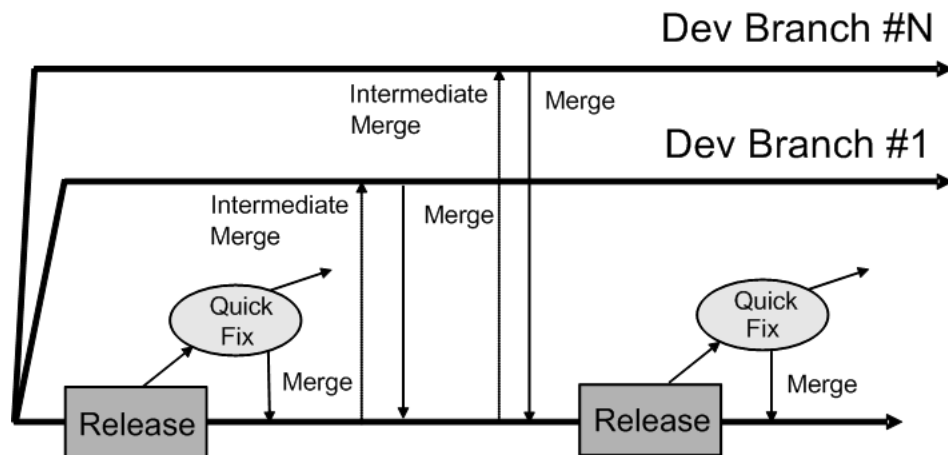 Dev Branch #N
Intermediate
Merge
Merge
Dev Branch #1
Intermediate
Merge
Merge
Quick
Fix
Merge
Release
Quick
Fix
Merge
Release